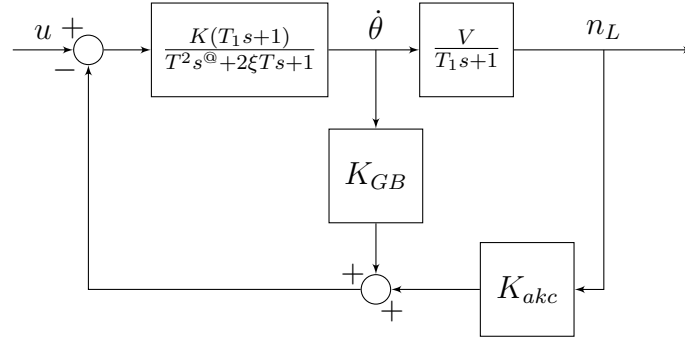 u
+
−
K(T₁s+1)
T²s^@+2ξTs+1
θ̇
V
T₁s+1
n_L
K_GB
+
+
K_akc